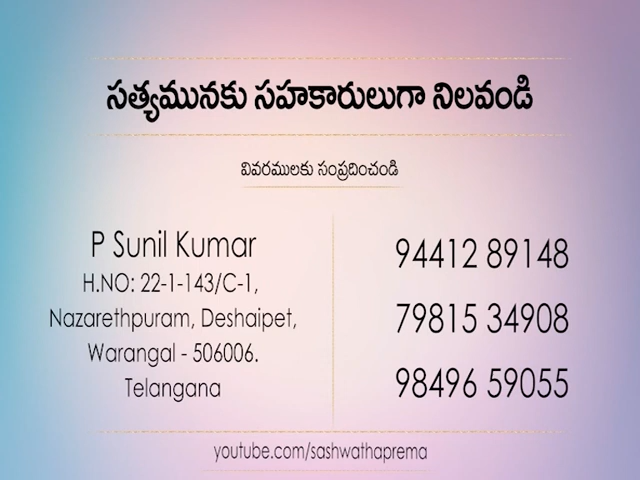 సత్యమునకు సహకారులుగా నిలవండి
వివరములకు సంప్రదించండి
P Sunil Kumar
H.NO: 22-1-143/C-1,
Nazarethpuram, Deshaipet,
Warangal - 506006.
Telangana
94412 89148
79815 34908
98496 59055
youtube.com/sashwathaprema